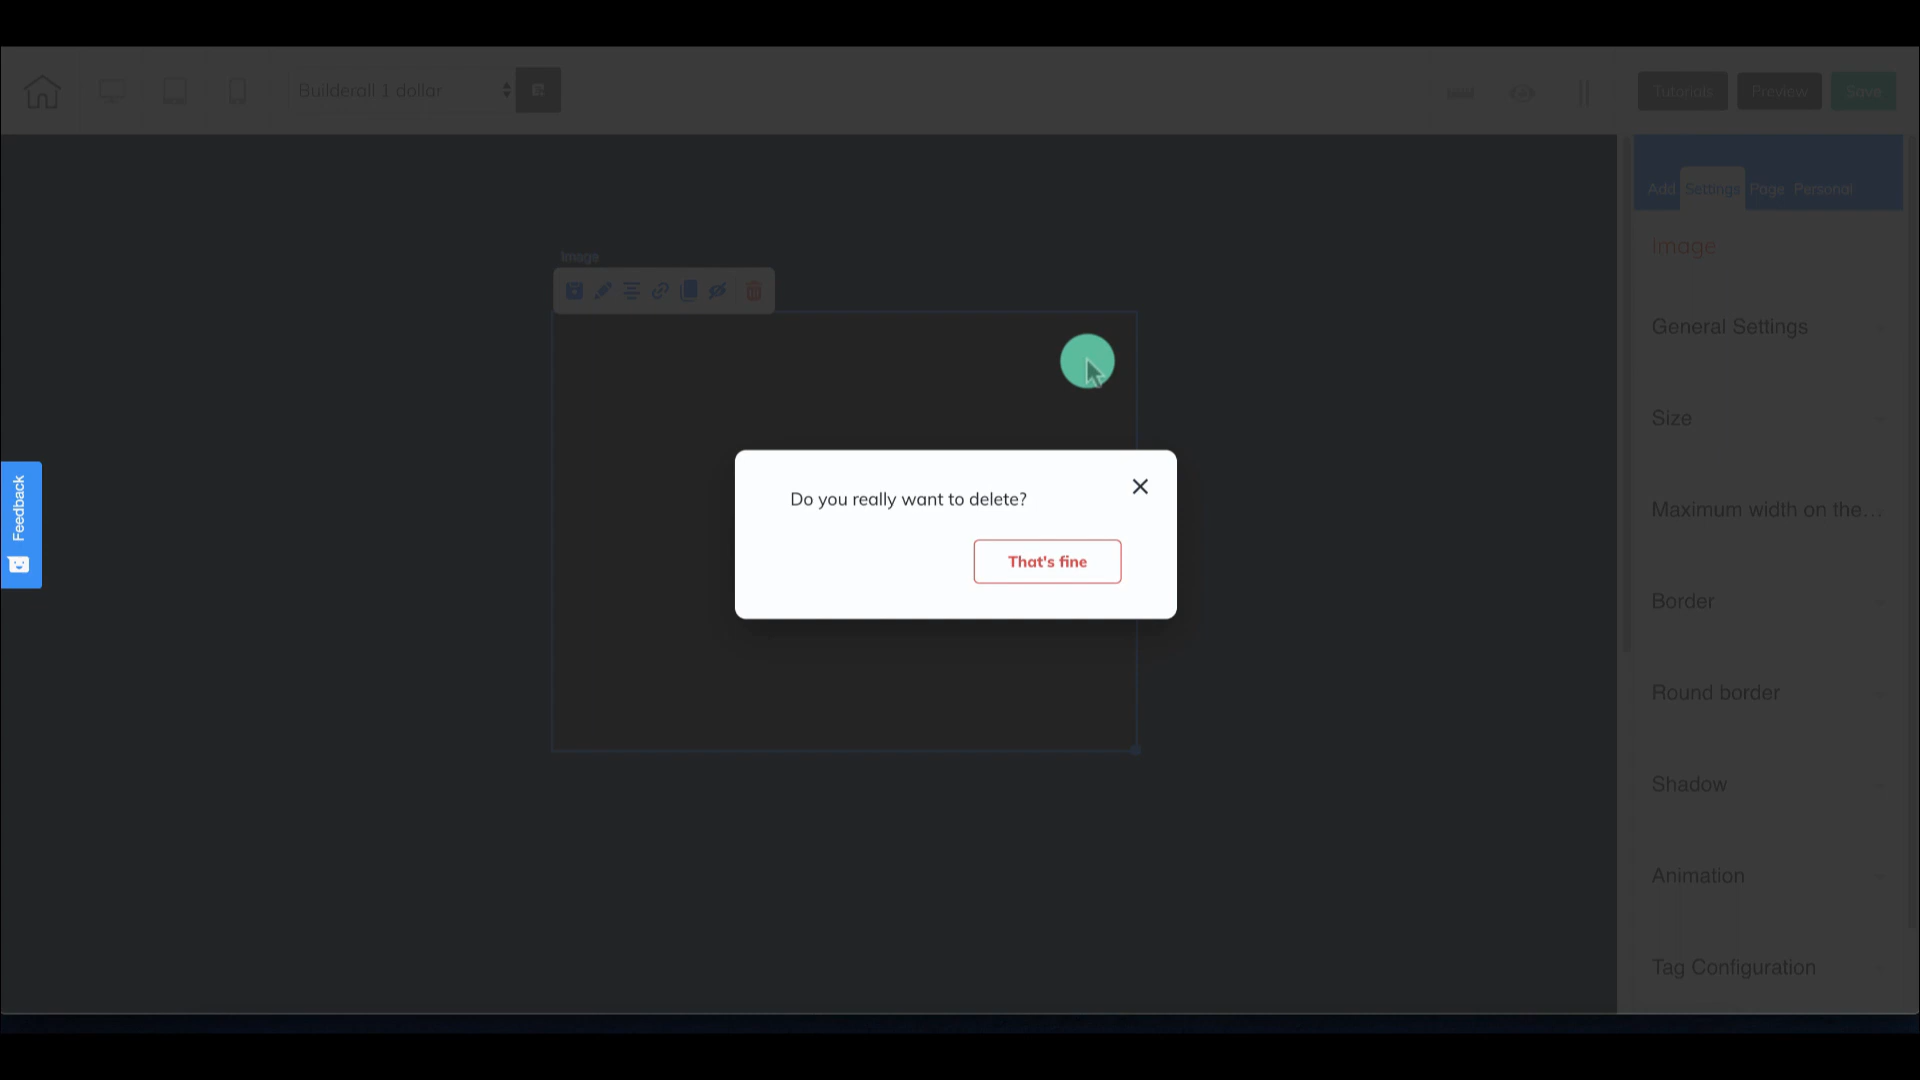 Builderall 1 dollar
Tutorials
Preview
Save
Add
Settings
Page
Personal
Image
Image
General Settings
Size
Maximum width on the...
Border
Round border
Shadow
Animation
Tag Configuration
Do you really want to delete?
That's fine
Feedback